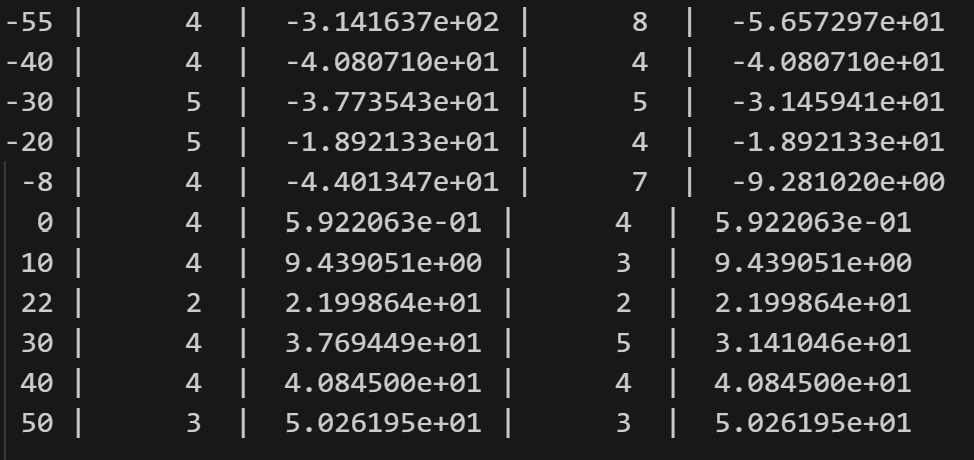 -55 |      4  |  -3.141637e+02 |      8  |  -5.657297e+01
-40 |      4  |  -4.080710e+01 |      4  |  -4.080710e+01
-30 |      5  |  -3.773543e+01 |      5  |  -3.145941e+01
-20 |      5  |  -1.892133e+01 |      4  |  -1.892133e+01
 -8 |      4  |  -4.401347e+01 |      7  |  -9.281020e+00
  0 |      4  |  5.922063e-01 |      4  |  5.922063e-01
 10 |      4  |  9.439051e+00 |      3  |  9.439051e+00
 22 |      2  |  2.199864e+01 |      2  |  2.199864e+01
 30 |      4  |  3.769449e+01 |      5  |  3.141046e+01
 40 |      4  |  4.084500e+01 |      4  |  4.084500e+01
 50 |      3  |  5.026195e+01 |      3  |  5.026195e+01